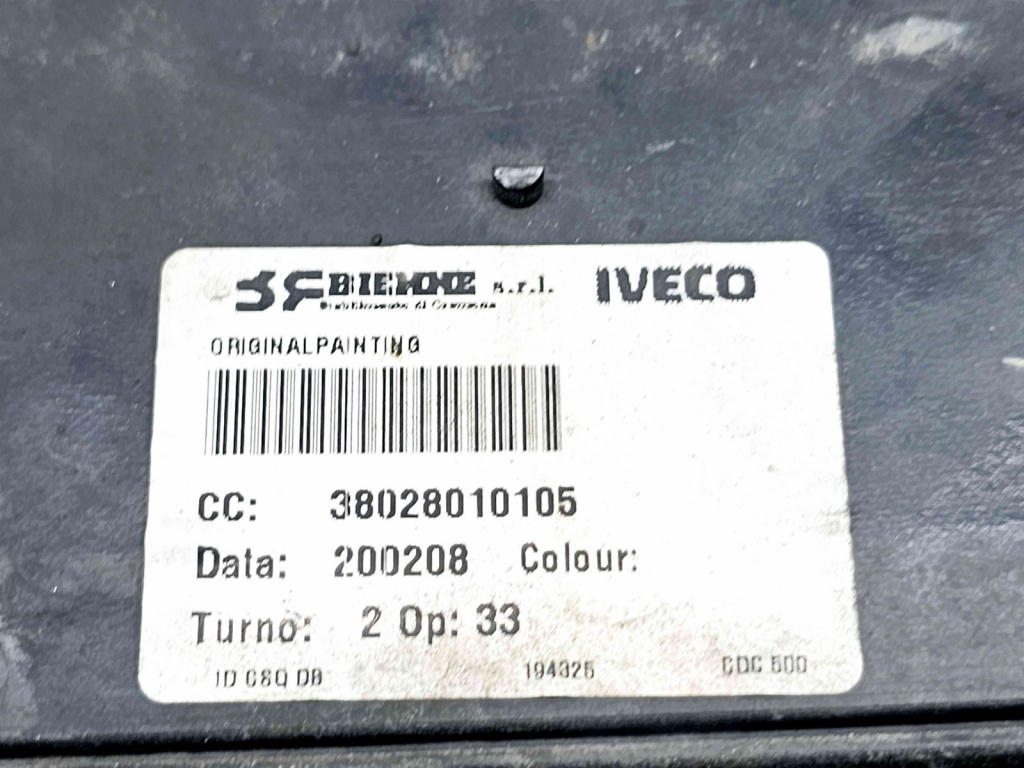 BIEMME s.r.l. IVECO
ORIGINALPAINTING
CC: 38028010105
Data: 200208 Colour:
Turno: 2 Op: 33
194325 CDC 500